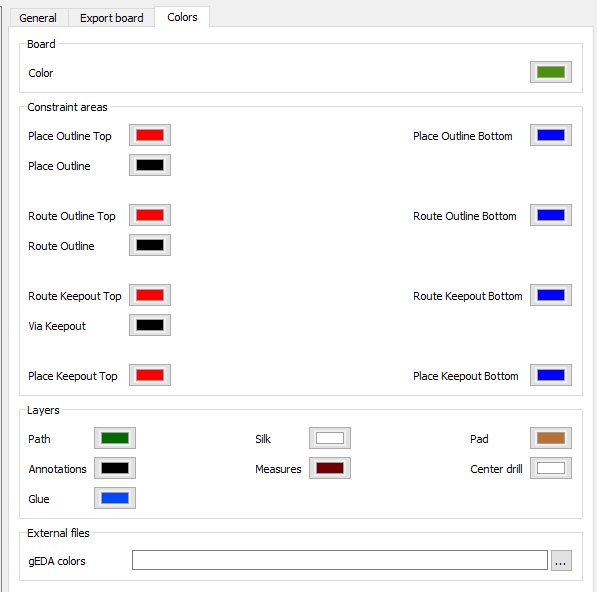 General Export board Colors
Board
Color
Constraint areas
Place Outline Top Place Outline Bottom
Place Outline
Route Outline Top Route Outline Bottom
Route Outline
Route Keepout Top Route Keepout Bottom
Via Keepout
Place Keepout Top Place Keepout Bottom
Layers
Path Silk Pad
Annotations Measures Center drill
Glue
External files
gEDA colors ...